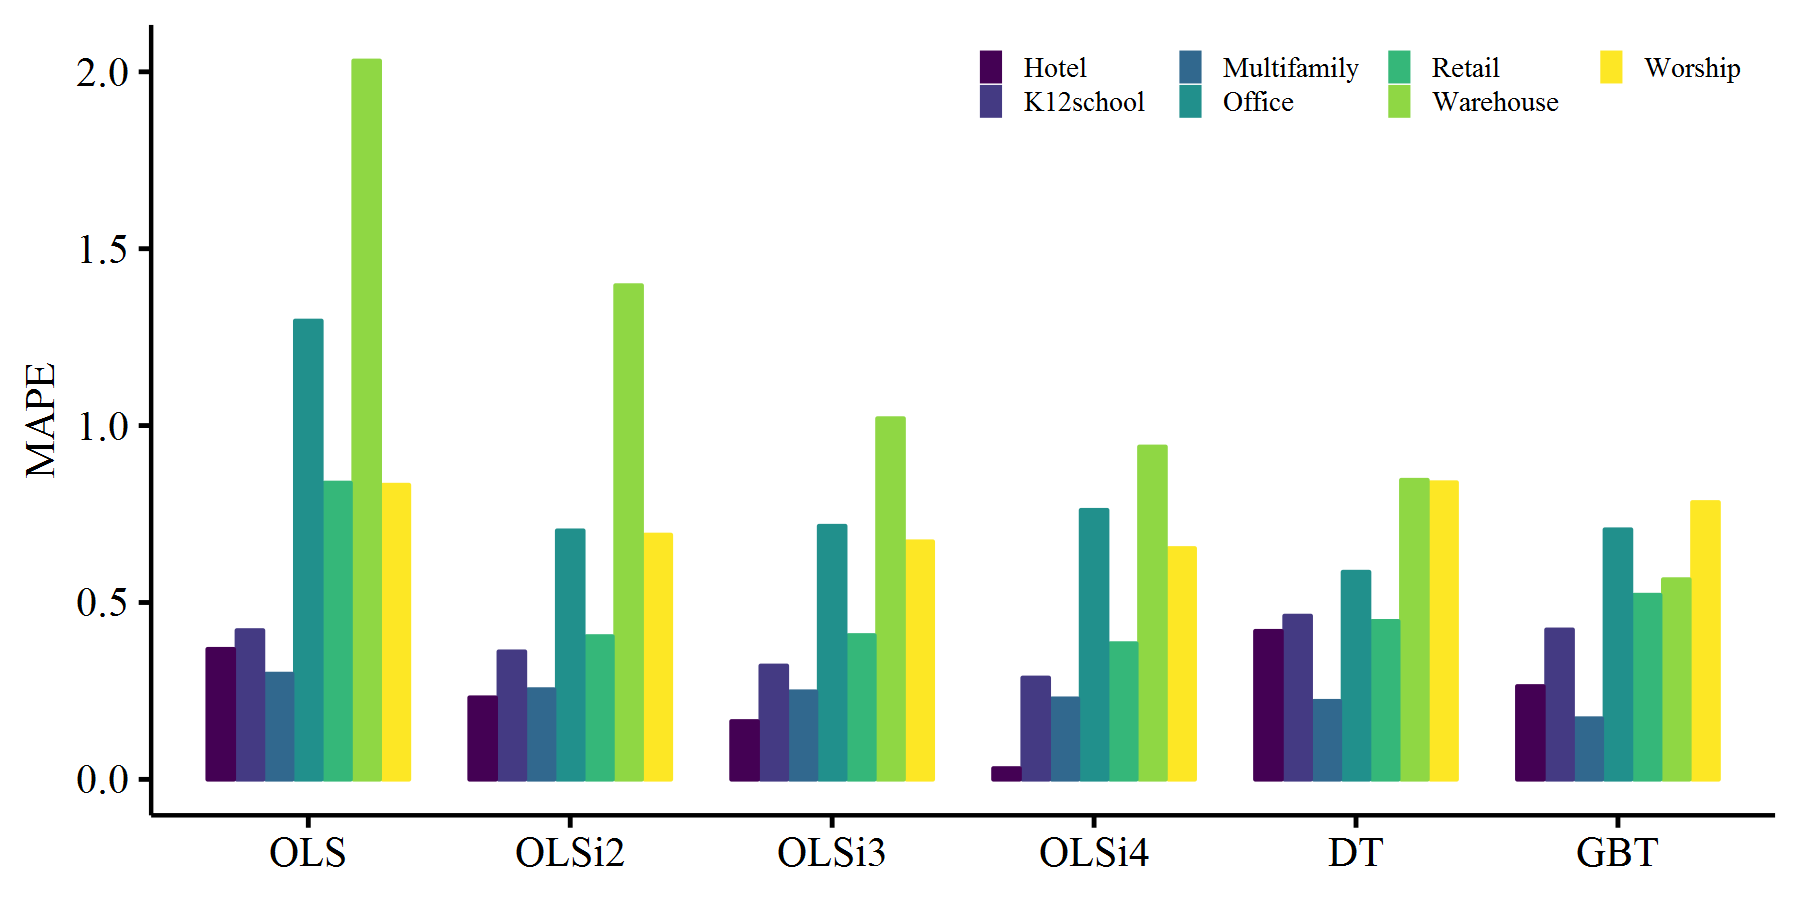 MAPE
2.0
1.5
1.0
0.5
0.0
Hotel Multifamily Retail Worship
K12school Office Warehouse
OLS OLSi2 OLSi3 OLSi4 DT GBT